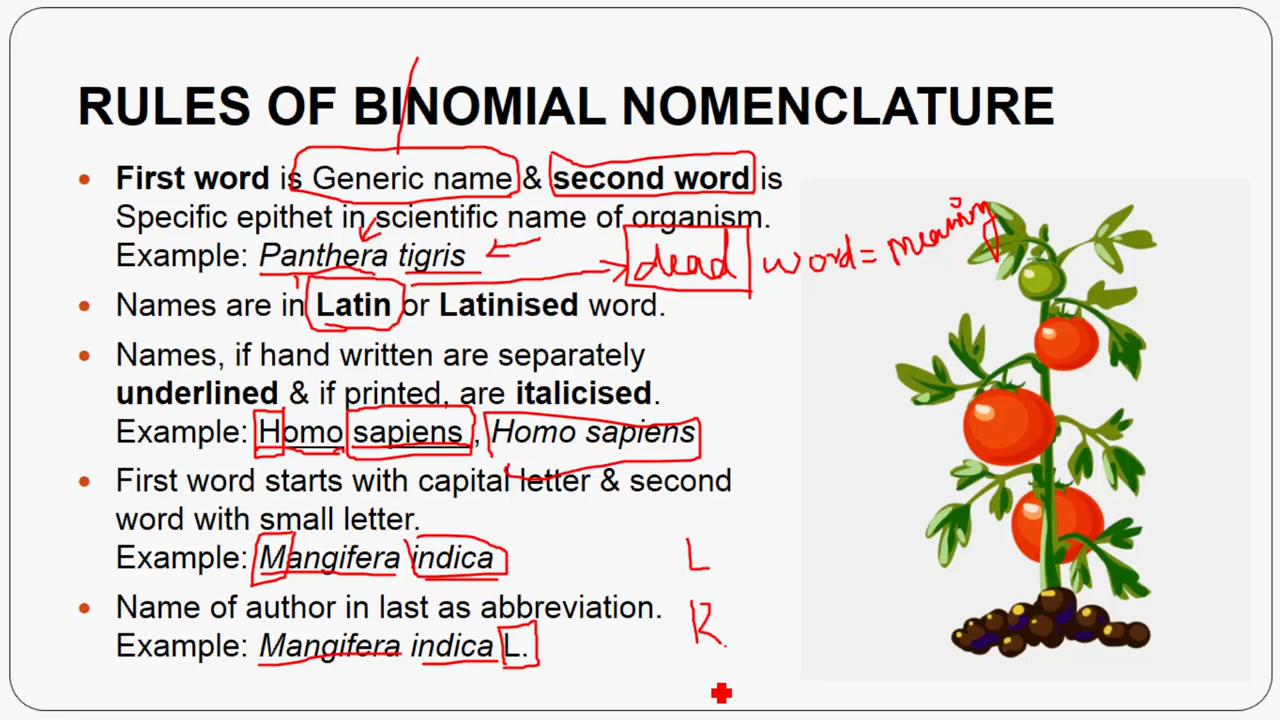 RULES OF BINOMIAL NOMENCLATURE
• First word is Generic name & second word is
Specific epithet in scientific name of organism.
Example: Panthera tigris
dead word = meaning
• Names are in Latin or Latinised word.
• Names, if hand written are separately
underlined & if printed, are italicised.
Example: Homo sapiens, Homo sapiens
• First word starts with capital letter & second
word with small letter.
Example: Mangifera indica
L
• Name of author in last as abbreviation.
R
Example: Mangifera indica L.